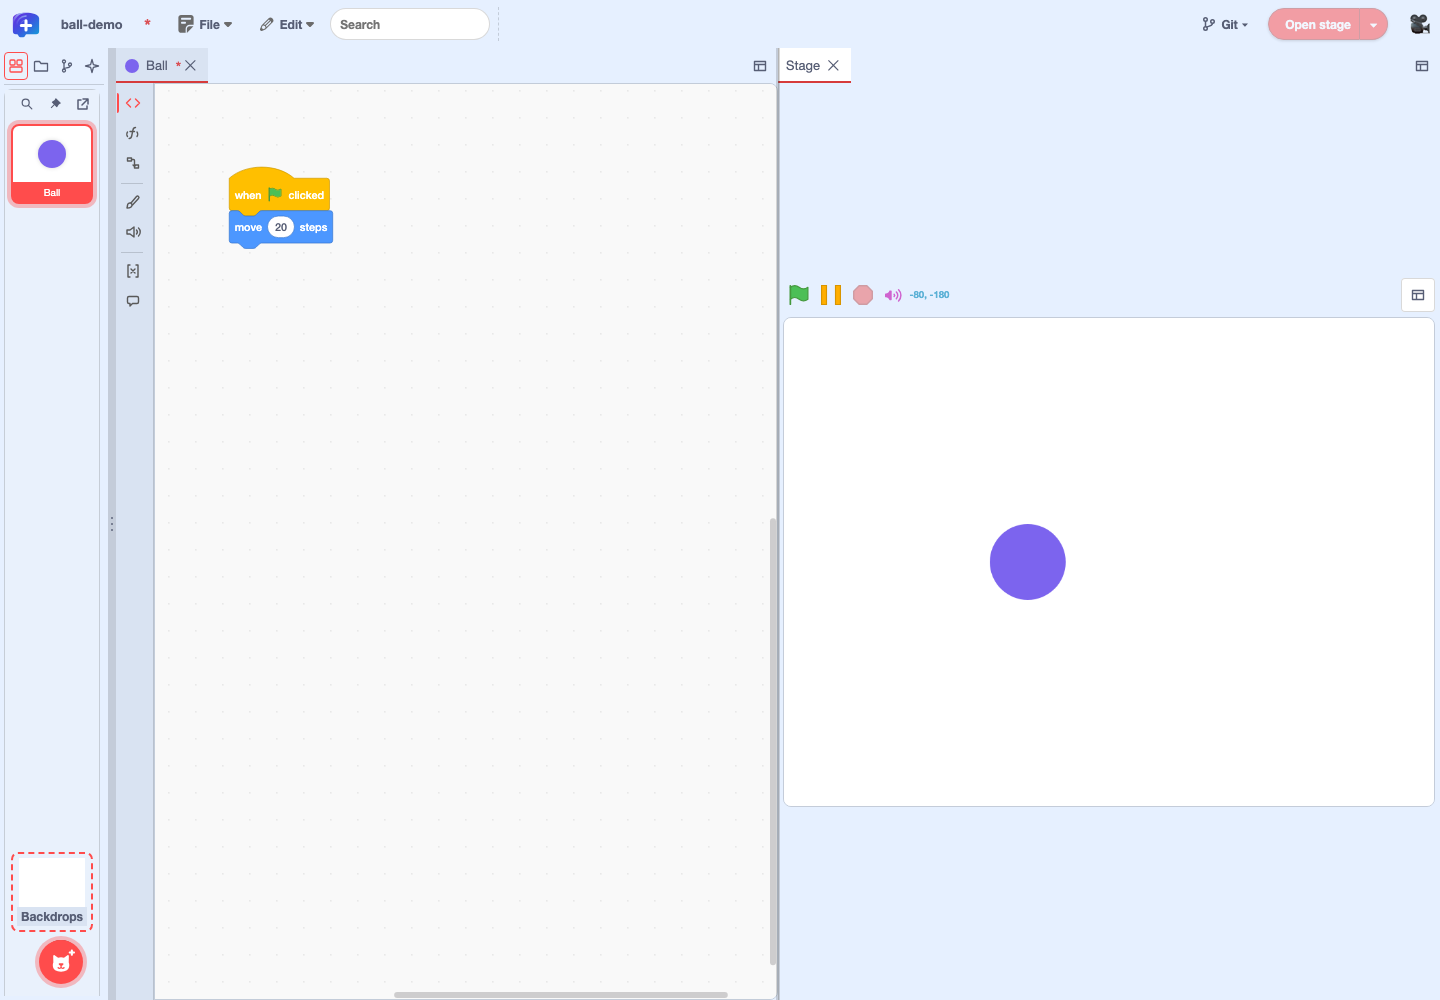 ball-demo * File Edit Search Git Open stage
Ball * Stage
when clicked
move 20 steps
-80, -180
Ball
Backdrops